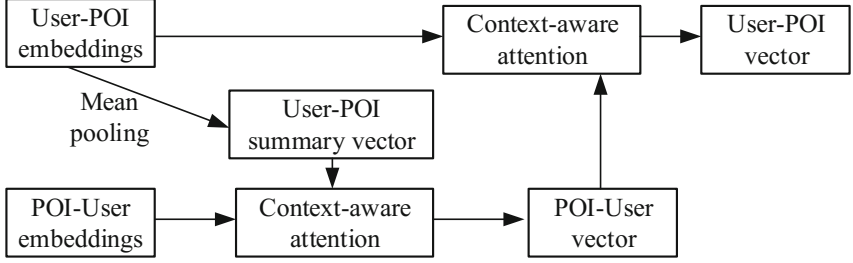 User-POI
embeddings
Context-aware
attention
User-POI
vector
Mean
pooling
User-POI
summary vector
POI-User
embeddings
Context-aware
attention
POI-User
vector